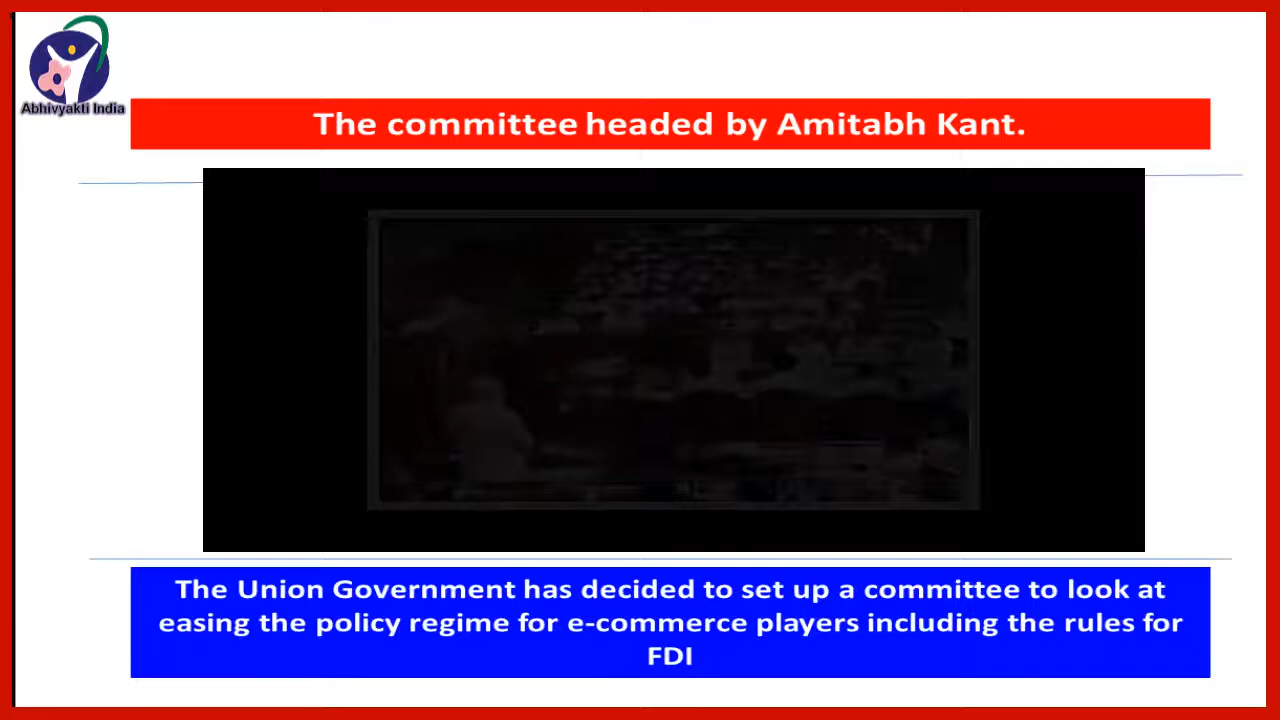 Abhivyakti India
The committee headed by Amitabh Kant.
The Union Government has decided to set up a committee to look at
easing the policy regime for e-commerce players including the rules for
FDI